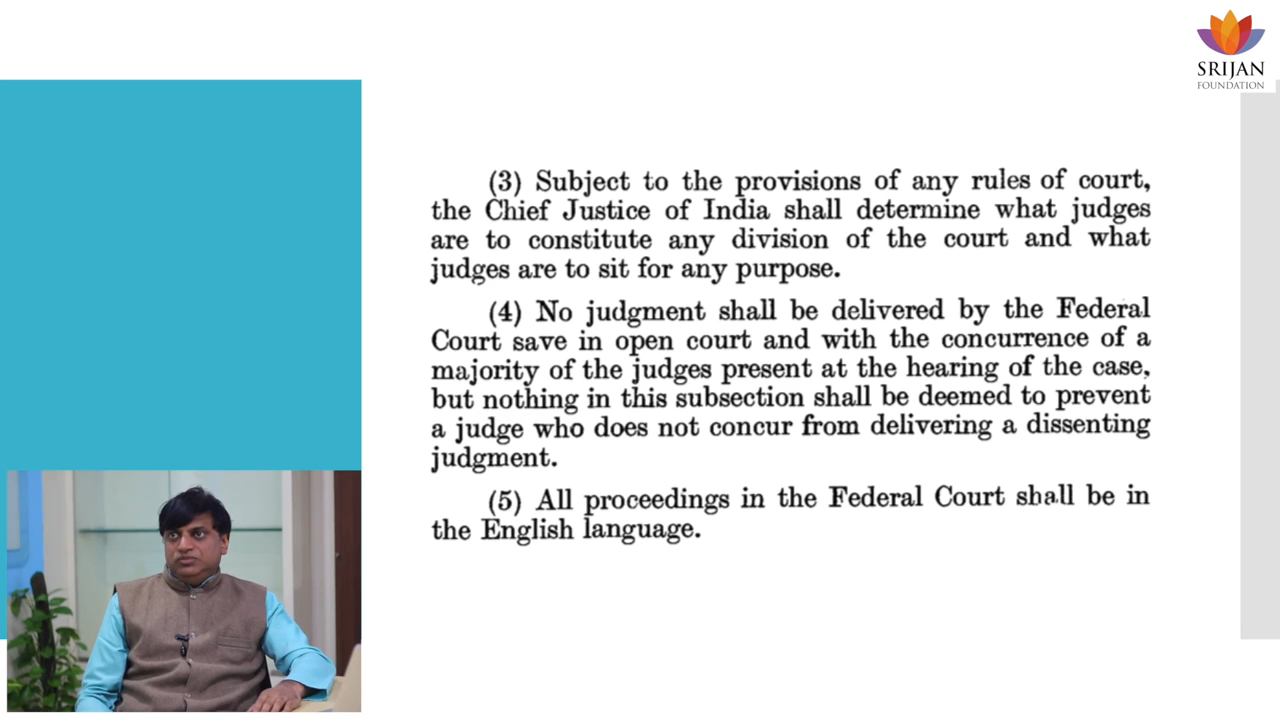 SRIJAN
FOUNDATION
(3) Subject to the provisions of any rules of court,
the Chief Justice of India shall determine what judges
are to constitute any division of the court and what
judges are to sit for any purpose.
(4) No judgment shall be delivered by the Federal
Court save in open court and with the concurrence of a
majority of the judges present at the hearing of the case,
but nothing in this subsection shall be deemed to prevent
a judge who does not concur from delivering a dissenting
judgment.
(5) All proceedings in the Federal Court shall be in
the English language.